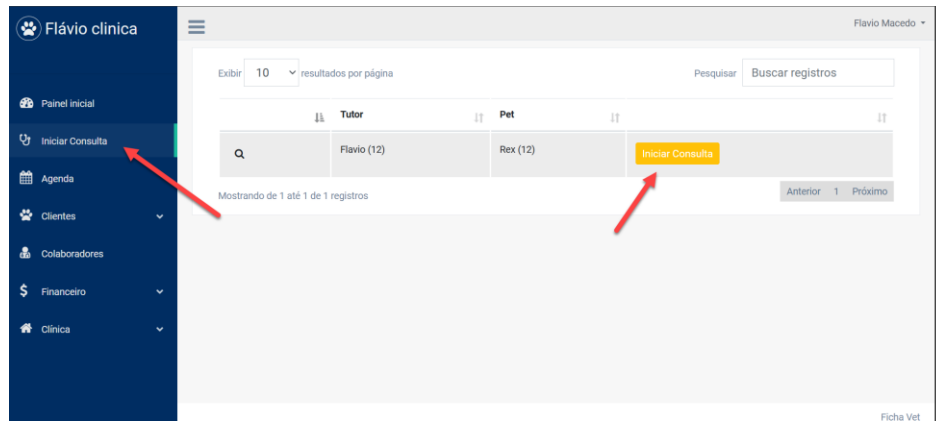 Flávio clinica
Flavio Macedo
Exibir 10 resultados por página
Pesquisar Buscar registros
Painel inicial
Tutor Pet
Iniciar Consulta
Flavio (12) Rex (12) Iniciar Consulta
Agenda
Mostrando de 1 até 1 de 1 registros
Anterior 1 Próximo
Clientes
Colaboradores
Financeiro
Clínica
Ficha Vet